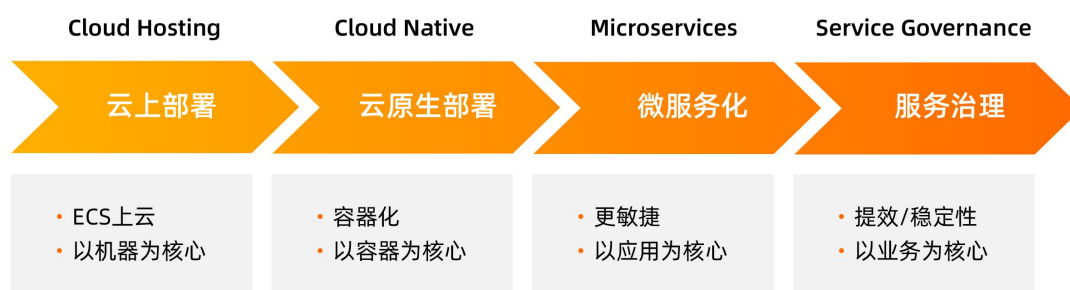 Cloud Hosting
Cloud Native
Microservices
Service Governance
云上部署
云原生部署
微服务化
服务治理
• ECS上云
• 以机器为核心
• 容器化
• 以容器为核心
• 更敏捷
• 以应用为核心
• 提效/稳定性
• 以业务为核心